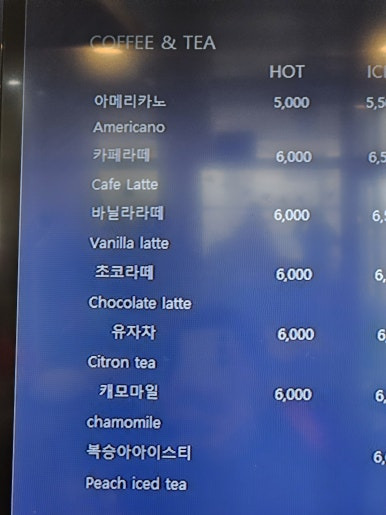 COFFEE & TEA
HOT
아메리카노 5,000
Americano
카페라떼 6,000
Cafe Latte
바닐라라떼 6,000
Vanilla latte
초코라떼 6,000
Chocolate latte
유자차 6,000
Citron tea
캐모마일 6,000
chamomile
복숭아아이스티
Peach iced tea